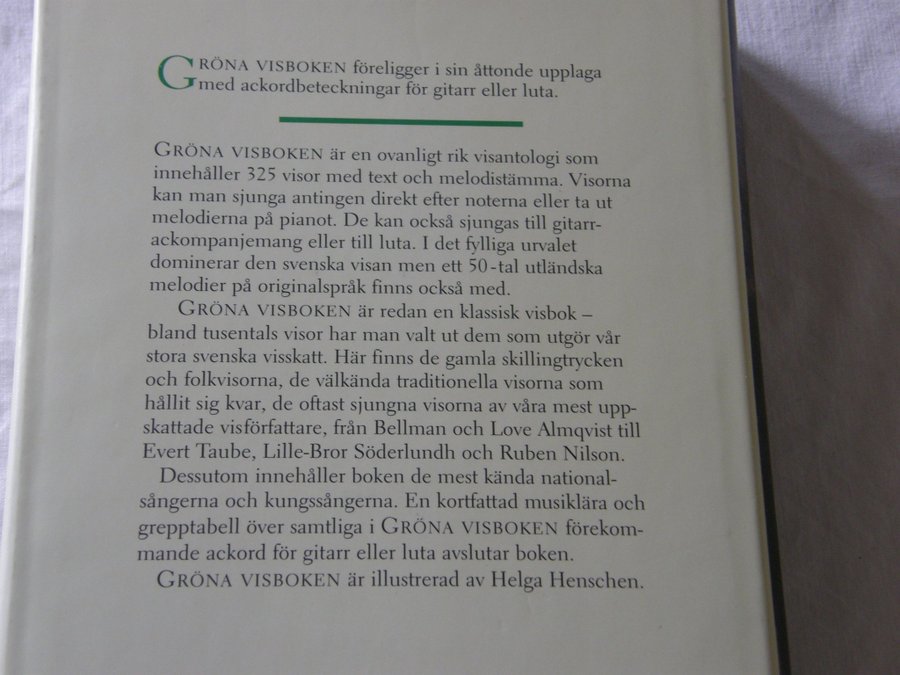 GRÖNA VISBOKEN föreligger i sin åttonde upplaga
med ackordbeteckningar för gitarr eller luta.
GRÖNA VISBOKEN är en ovanligt rik visantologi som
innehåller 325 visor med text och melodistämma. Visorna
kan man sjunga antingen direkt efter noterna eller ta ut
melodierna på pianot. De kan också sjungas till gitarr-
ackompanjemang eller till luta. I det fylliga urvalet
dominerar den svenska visan men ett 50-tal utländska
melodier på originalspråk finns också med.
GRÖNA VISBOKEN är redan en klassisk visbok –
bland tusentals visor har man valt ut dem som utgör vår
stora svenska visskatt. Här finns de gamla skillingtrycken
och folkvisorna, de välkända traditionella visorna som
hållit sig kvar, de oftast sjungna visorna av våra mest upp-
skattade visförfattare, från Bellman och Love Almqvist till
Evert Taube, Lille-Bror Söderlundh och Ruben Nilson.
Dessutom innehåller boken de mest kända national-
sångerna och kungssångerna. En kortfattad musiklära och
grepptabell över samtliga i GRÖNA VISBOKEN förekom-
mande ackord för gitarr eller luta avslutar boken.
GRÖNA VISBOKEN är illustrerad av Helga Henschen.